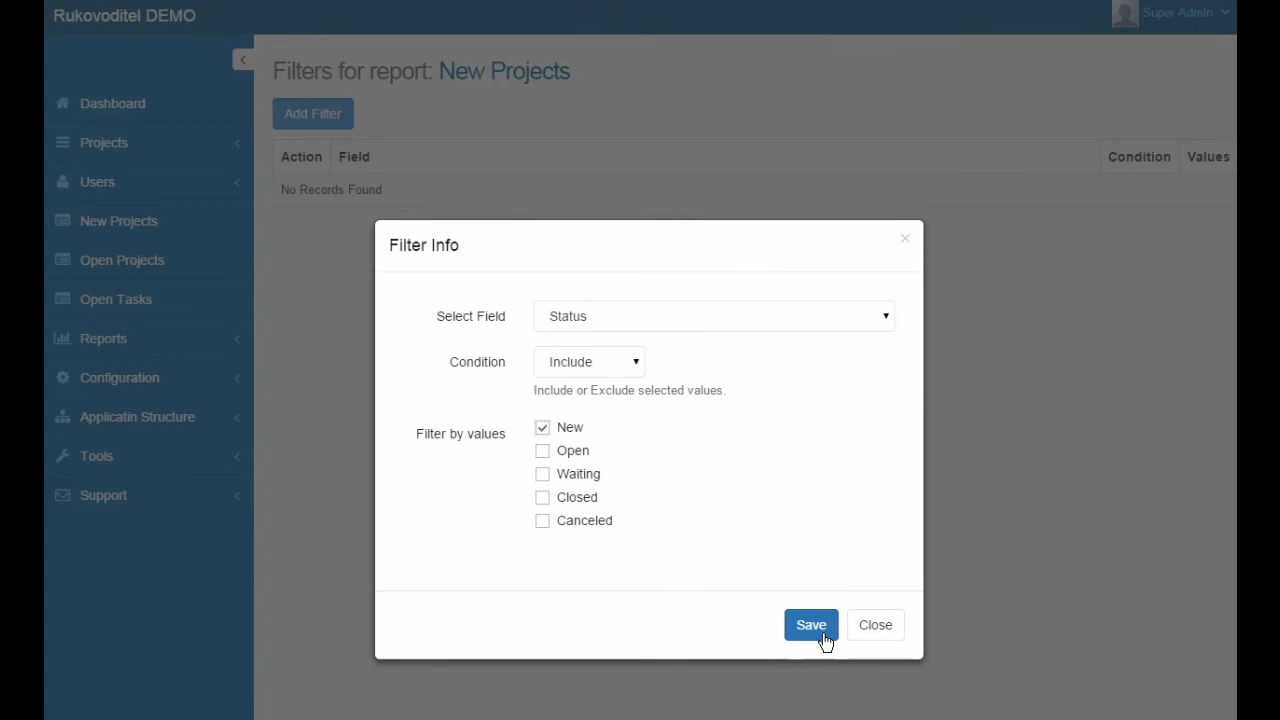 Rukovoditel DEMO
Super Admin
Filters for report: New Projects
Add Filter
Action Field Condition Values
No Records Found
Dashboard
Projects
Users
New Projects
Open Projects
Open Tasks
Reports
Configuration
Applicatin Structure
Tools
Support
Filter Info
×
Select Field Status
Condition Include
Include or Exclude selected values.
Filter by values New
Open
Waiting
Closed
Canceled
Save Close